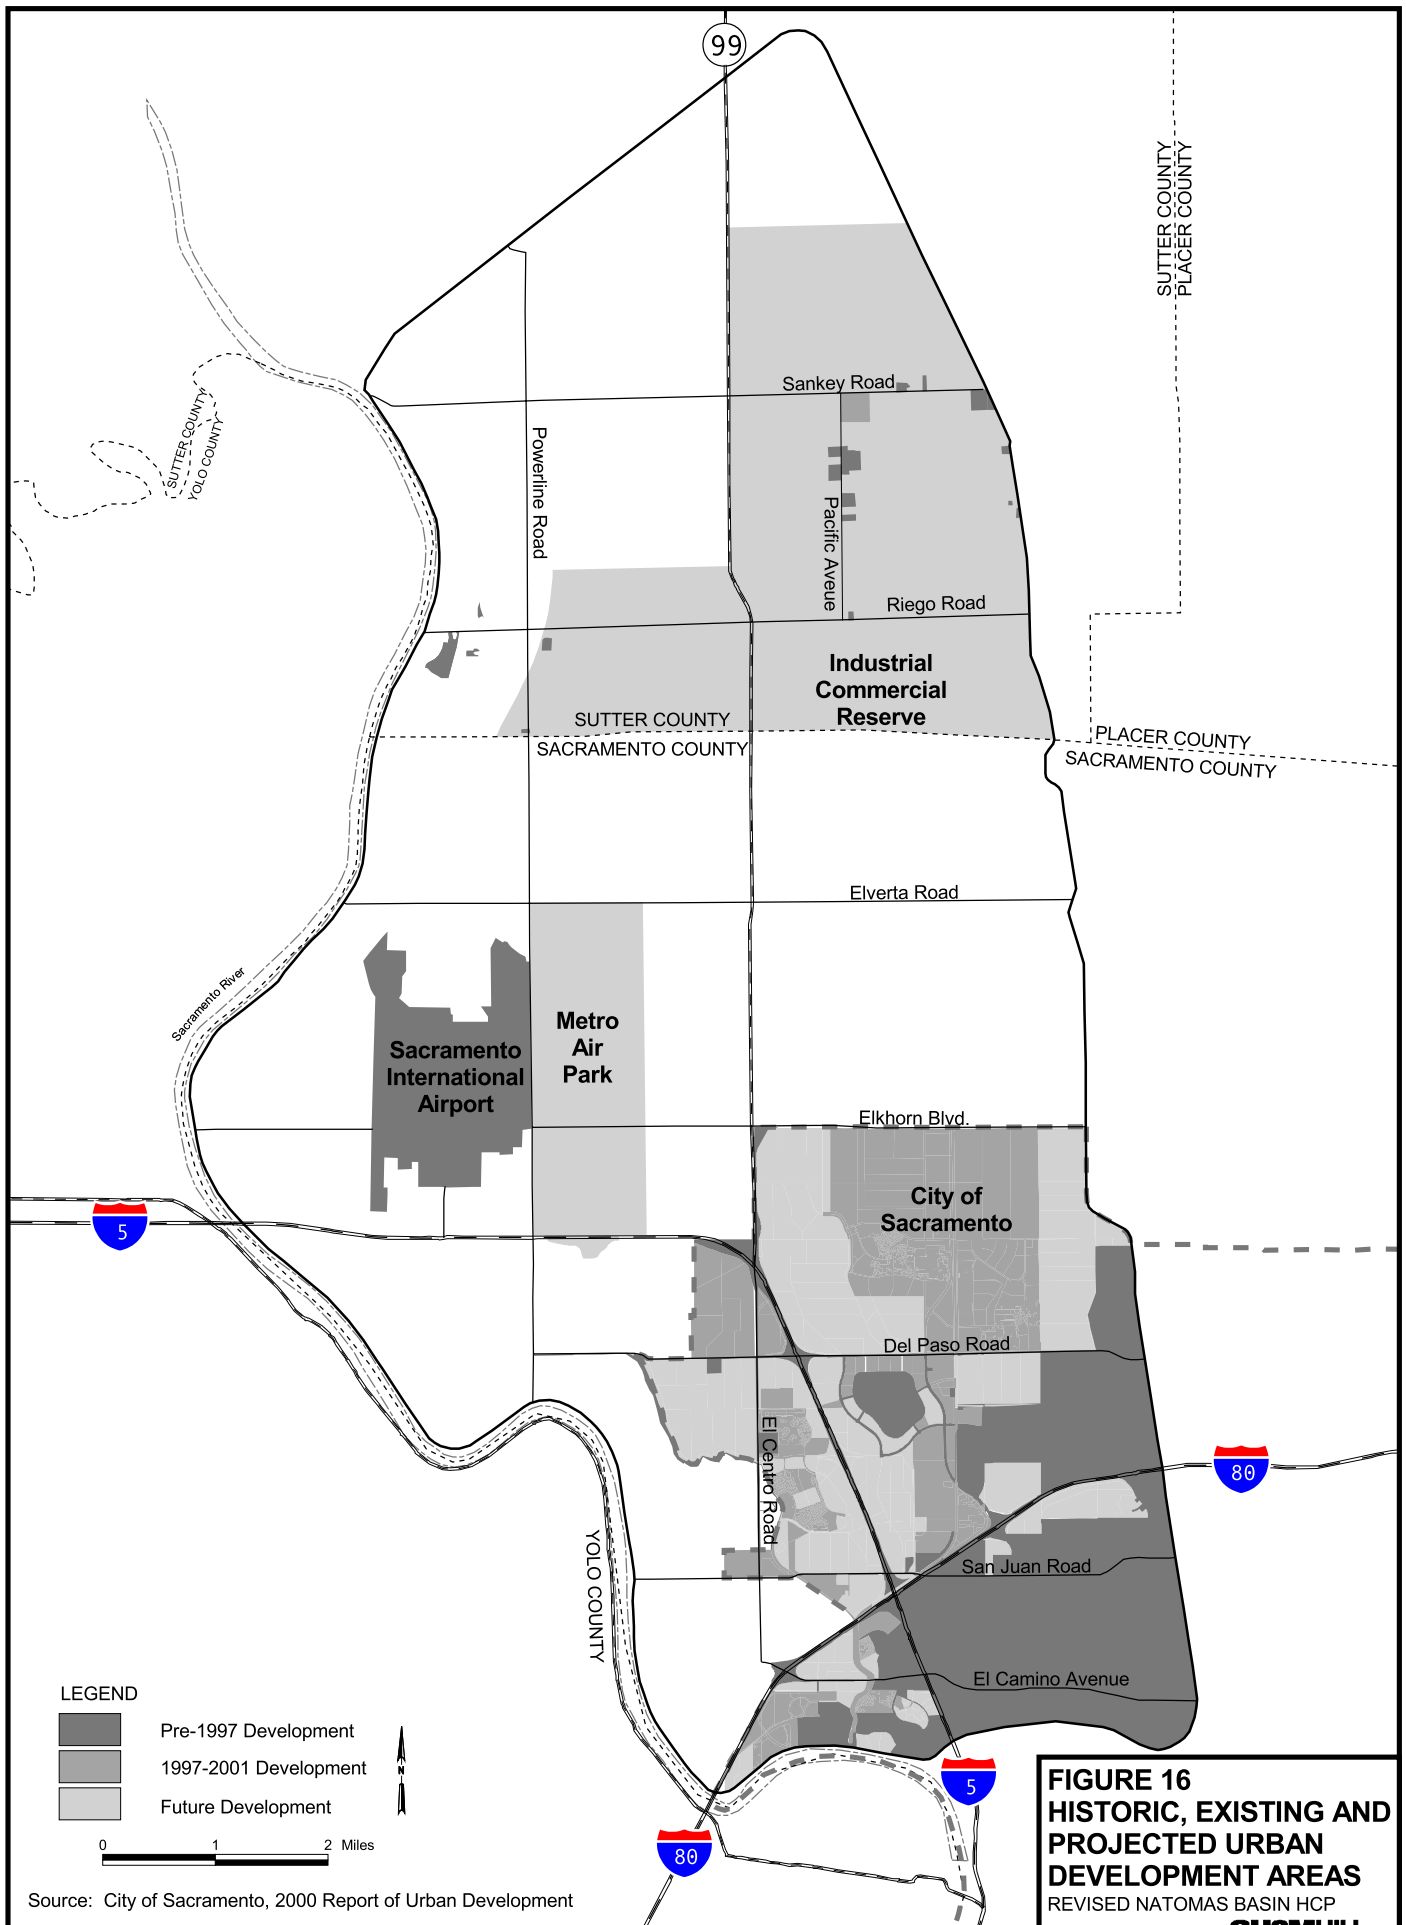 99
SUTTER COUNTY
PLACER COUNTY
Sankey Road
SUTTER COUNTY
YOLO COUNTY
Powerline Road
Pacific Aveue
Riego Road
Industrial
Commercial
Reserve
SUTTER COUNTY
SACRAMENTO COUNTY
PLACER COUNTY
SACRAMENTO COUNTY
Elverta Road
Sacramento River
Metro
Air
Park
Sacramento
International
Airport
Elkhorn Blvd.
City of
Sacramento
5
Del Paso Road
El Centro Road
80
YOLO COUNTY
San Juan Road
El Camino Avenue
LEGEND
Pre-1997 Development
1997-2001 Development
Future Development
N
0 1 2 Miles
5
80
Source: City of Sacramento, 2000 Report of Urban Development
FIGURE 16
HISTORIC, EXISTING AND
PROJECTED URBAN
DEVELOPMENT AREAS
REVISED NATOMAS BASIN HCP